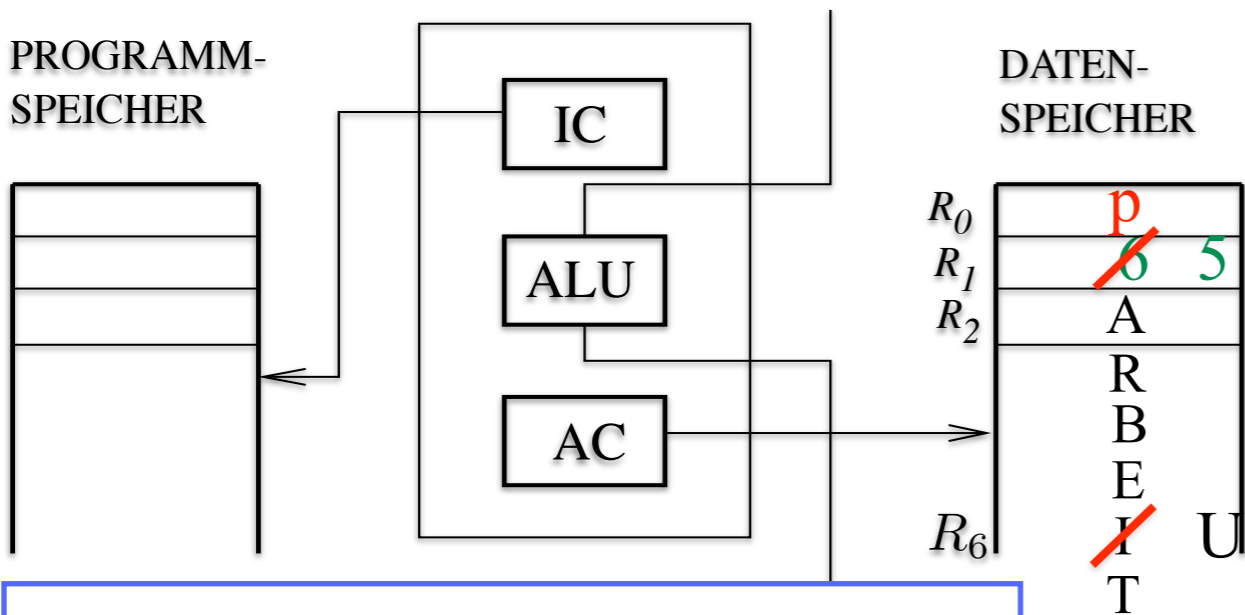 PROGRAMM-
SPEICHER
IC
ALU
AC
DATEN-
SPEICHER
R0 p
R1 6 5
R2 A
R
B
E
R6 I U
T